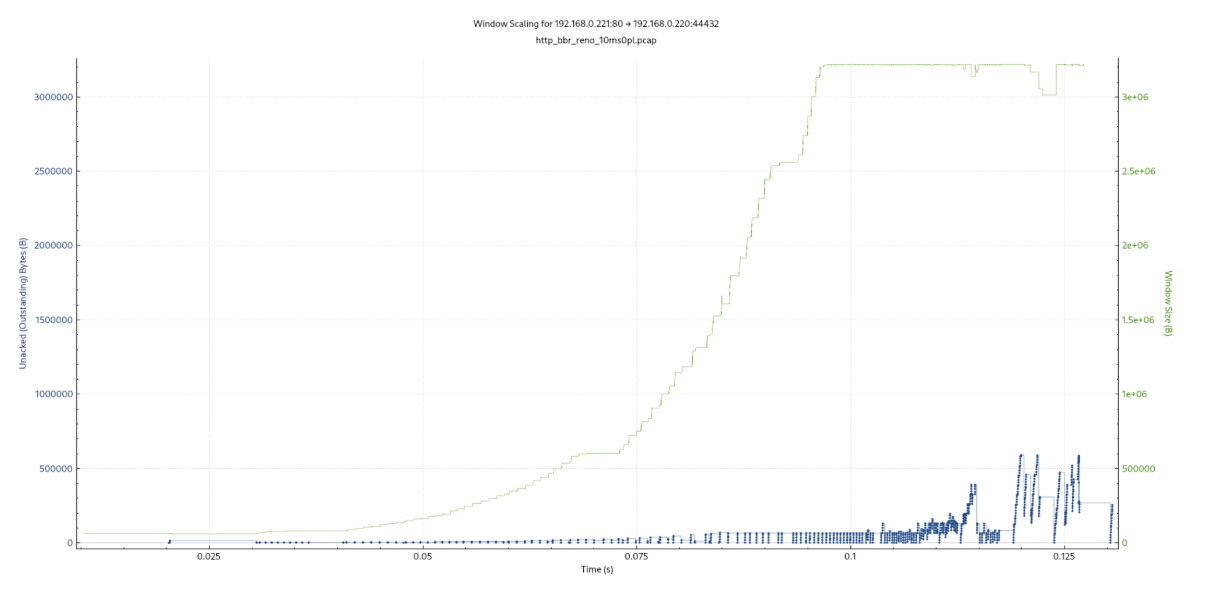 Window Scaling for 192.168.0.221:80 → 192.168.0.220:44432
http_bbr_reno_10ms0pl.pcap
Unacked (Outstanding) Bytes (B)
3000000
2500000
2000000
1500000
1000000
500000
0
3e+06
2.5e+06
2e+06
1.5e+06
1e+06
500000
0
Window Size (B)
0.025
0.05
0.075
0.1
0.125
Time (s)